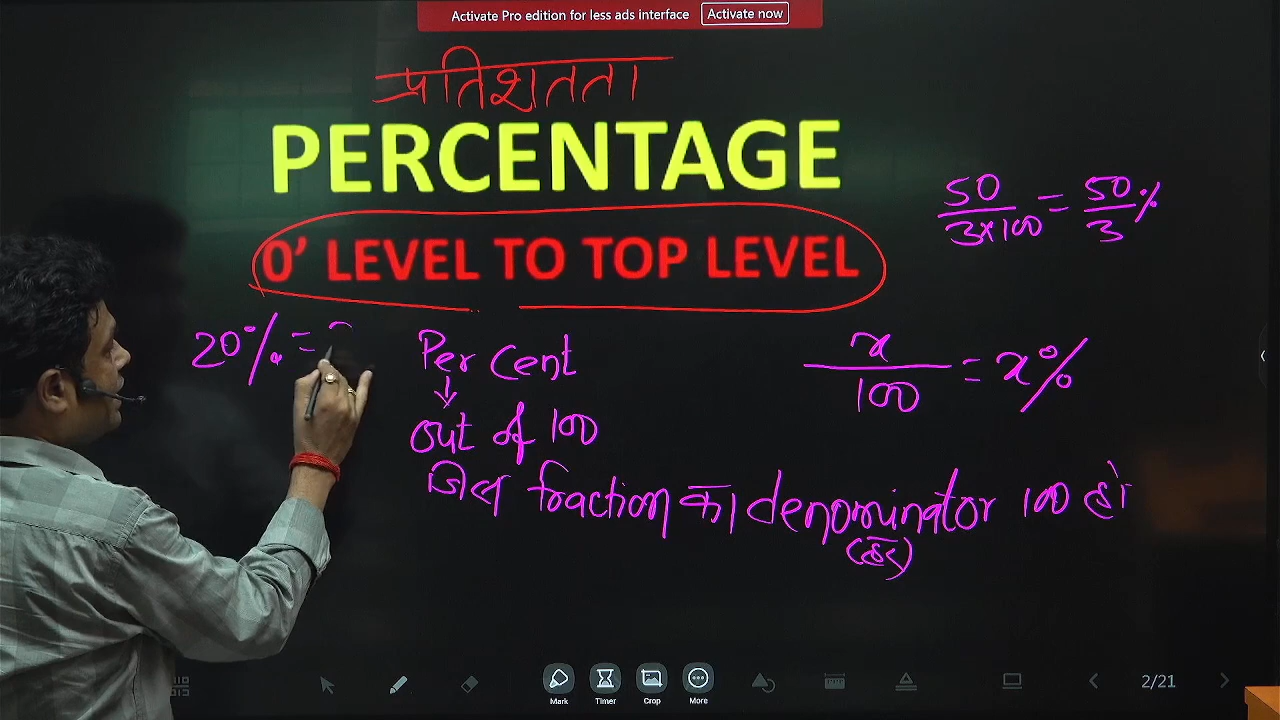 Activate Pro edition for less ads interface Activate now
प्रतिशतता
PERCENTAGE
0' LEVEL TO TOP LEVEL
50/3×100 = 50/3 %
20% =
Per Cent
↓
out of 100
x/100 = x%
जिस fraction का denominator 100 हो
(हर)
Mark Timer Crop More
2/21